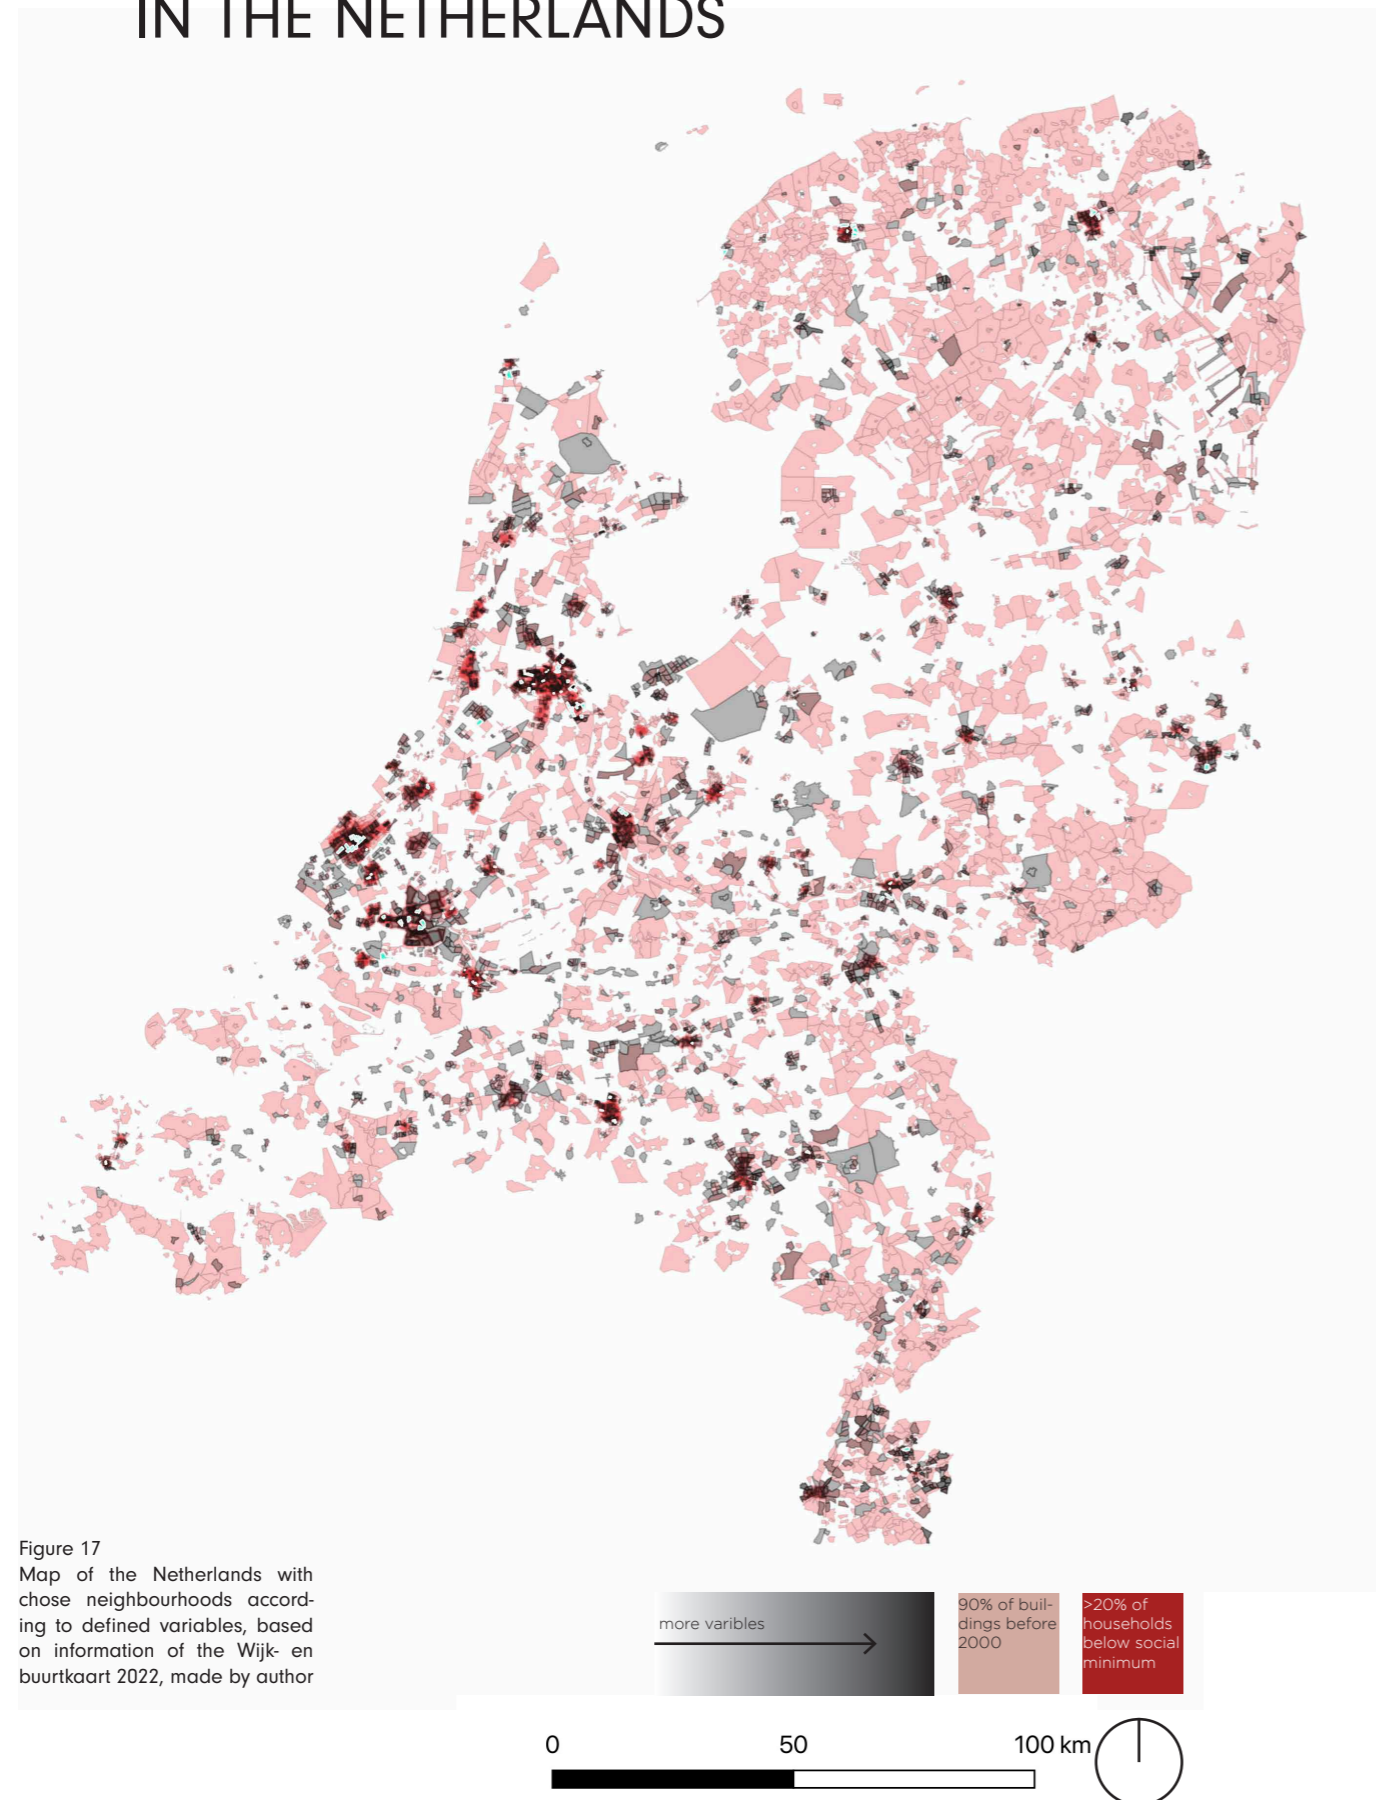 IN THE NETHERLANDS
Figure 17
Map of the Netherlands with
chose neighbourhoods accord-
ing to defined variables, based
on information of the Wijk- en
buurtkaart 2022, made by author
more varibles
90% of buil-
dings before
2000
>20% of
households
below social
minimum
0 50 100 km